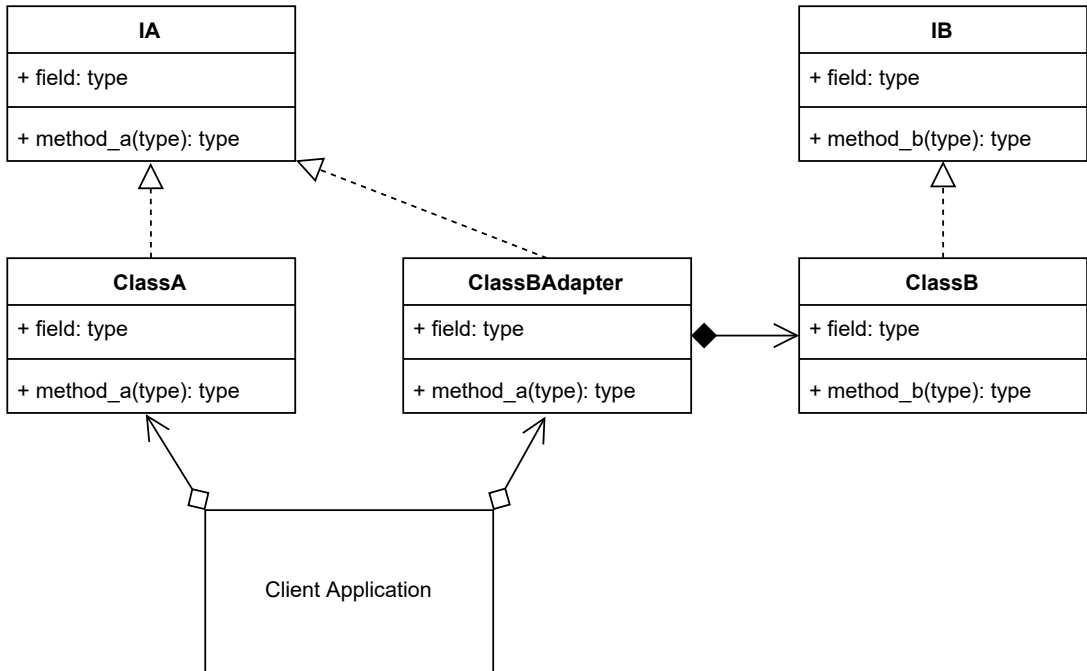 IA
+ field: type
+ method_a(type): type
IB
+ field: type
+ method_b(type): type
ClassA
+ field: type
+ method_a(type): type
ClassBAdapter
+ field: type
+ method_a(type): type
ClassB
+ field: type
+ method_b(type): type
Client Application